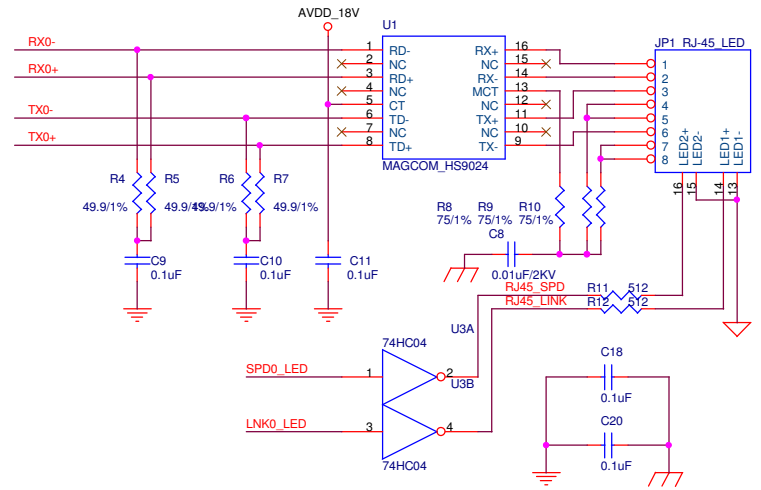 AVDD_18V
U1
RX0-
RX0+
TX0-
TX0+
1 RD- RX+ 16
2 NC NC 15
3 RD+ RX- 14
4 NC MCT 13
5 CT NC 12
6 TD- TX+ 11
7 NC NC 10
8 TD+ TX- 9
MAGCOM_HS9024
JP1 RJ-45_LED
1
2
3
4
5
6
7
8
LED2+
LED2-
LED1+
LED1-
16
15
14
13
R4 R5 R6 R7
49.9/1% 49.9/1% 49.9/1% 49.9/1%
C9
0.1uF
C10
0.1uF
C11
0.1uF
R8 R9 R10
75/1% 75/1% 75/1%
C8
0.01uF/2KV
RJ45_SPD
R11 512
RJ45_LINK
R12 512
U3A
74HC04
SPD0_LED
1 2
U3B
LNK0_LED
3 4
74HC04
C18
0.1uF
C20
0.1uF